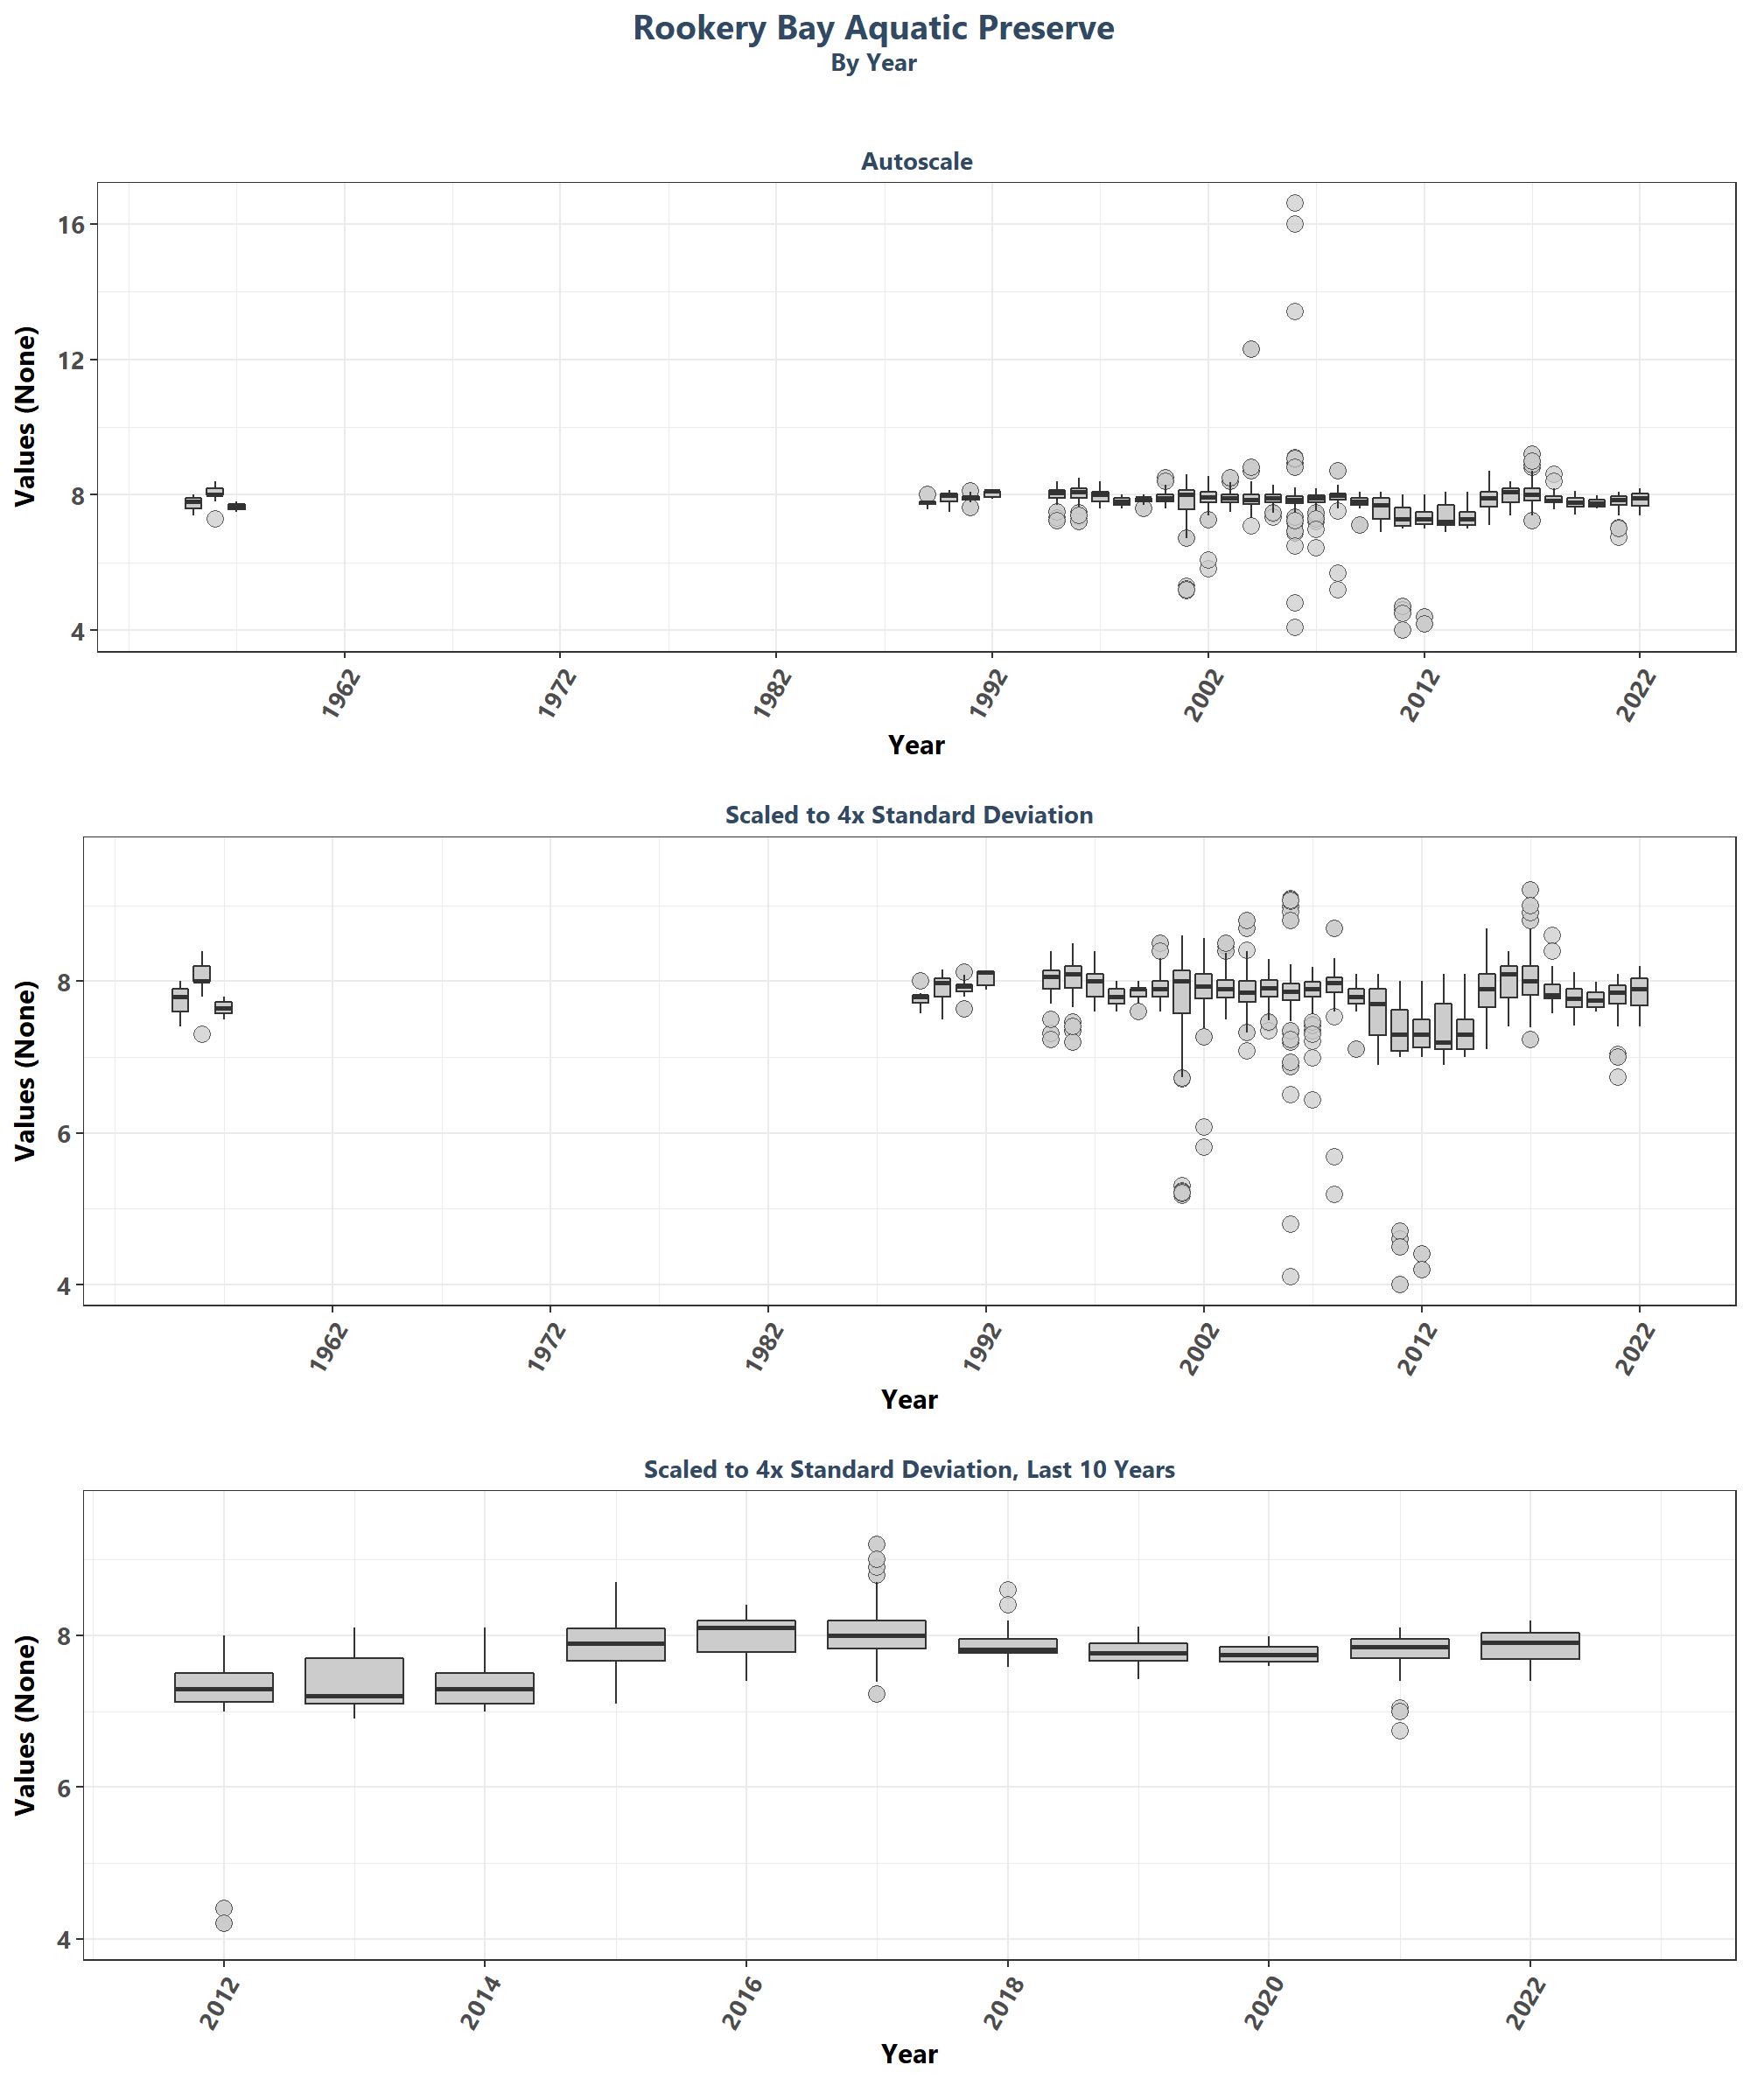 Rookery Bay Aquatic Preserve
By Year
Autoscale
Values (None)
16
12
8
4
1962 1972 1982 1992 2002 2012 2022
Year
Scaled to 4x Standard Deviation
Values (None)
8
6
4
1962 1972 1982 1992 2002 2012 2022
Year
Scaled to 4x Standard Deviation, Last 10 Years
Values (None)
8
6
4
2012 2014 2016 2018 2020 2022
Year